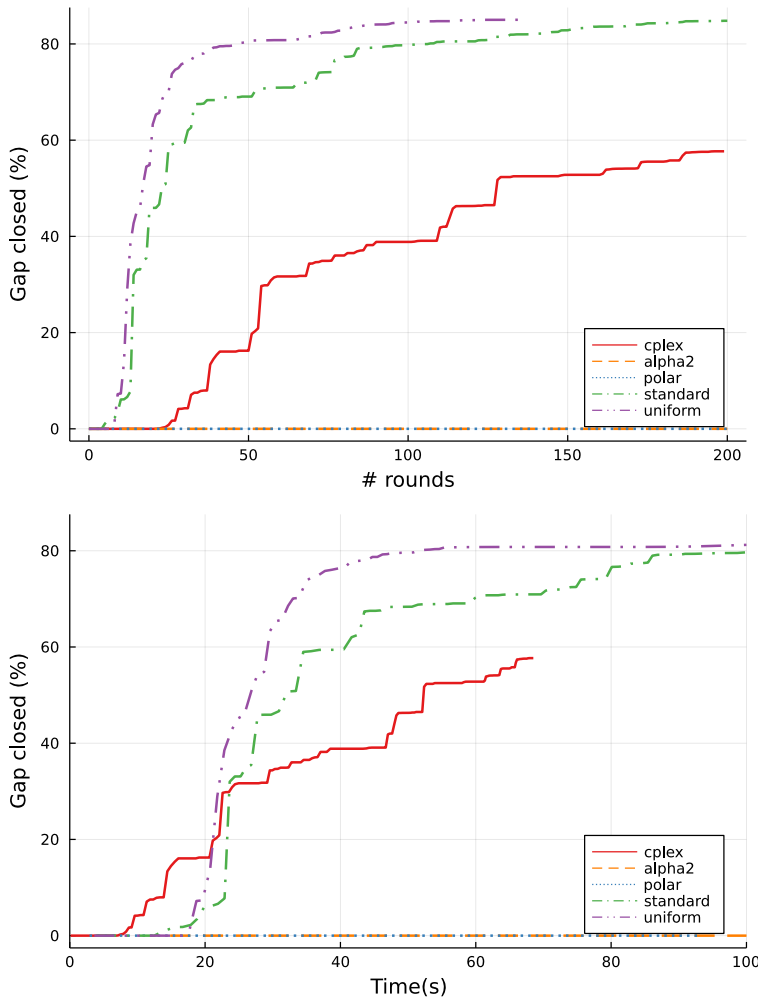 Gap closed (%)
80
60
40
20
0
cplex
alpha2
polar
standard
uniform
0
50
100
150
200
# rounds
Gap closed (%)
80
60
40
20
0
cplex
alpha2
polar
standard
uniform
0
20
40
60
80
100
Time(s)